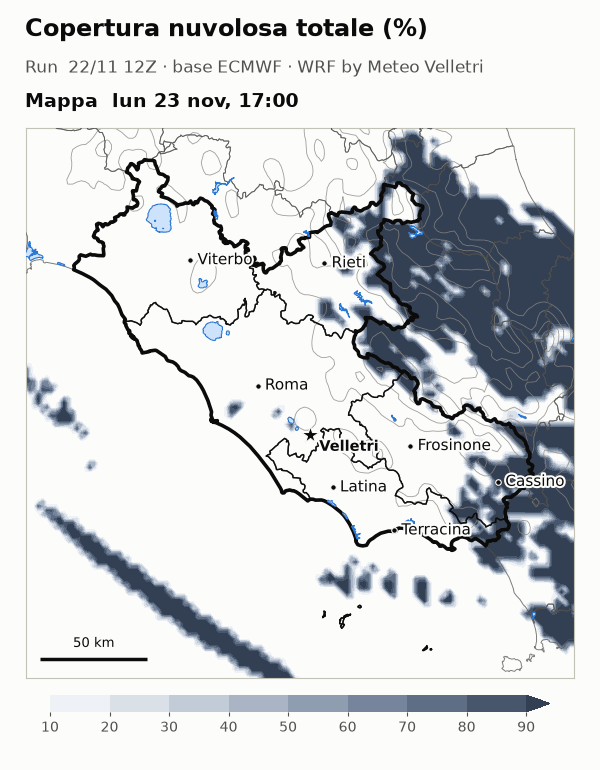 Copertura nuvolosa totale (%)
Run  22/11 12Z · base ECMWF · WRF by Meteo Velletri
Mappa  lun 23 nov, 17:00
Viterbo
Rieti
Roma
Velletri
Frosinone
Latina
Cassino
Terracina
50 km
10 20 30 40 50 60 70 80 90